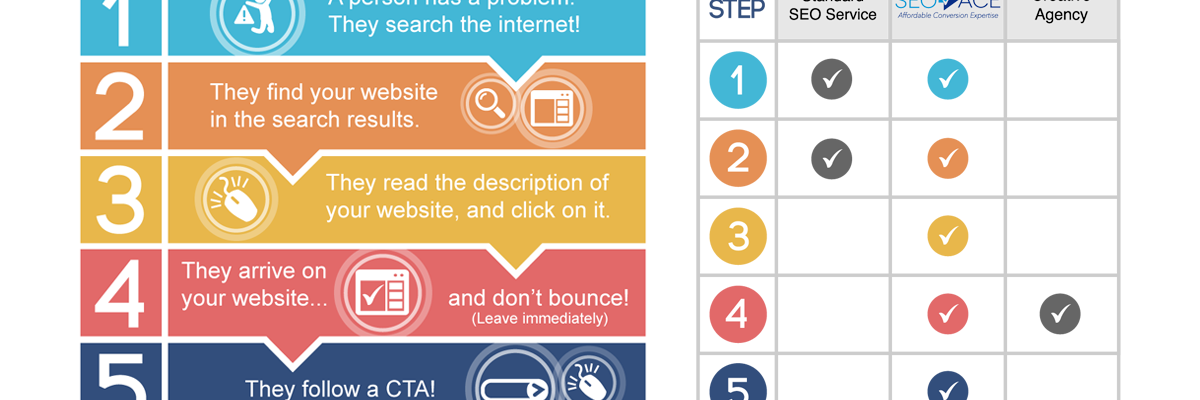 1
A person has a problem.
They search the internet!
2
They find your website
in the search results.
3
They read the description of
your website, and click on it.
4
They arrive on
your website...
and don't bounce!
(Leave immediately)
5
They follow a CTA!
STEP
Standard
SEO Service
SEO ACE
Affordable Conversion Expertise
Creative
Agency
1
2
3
4
5